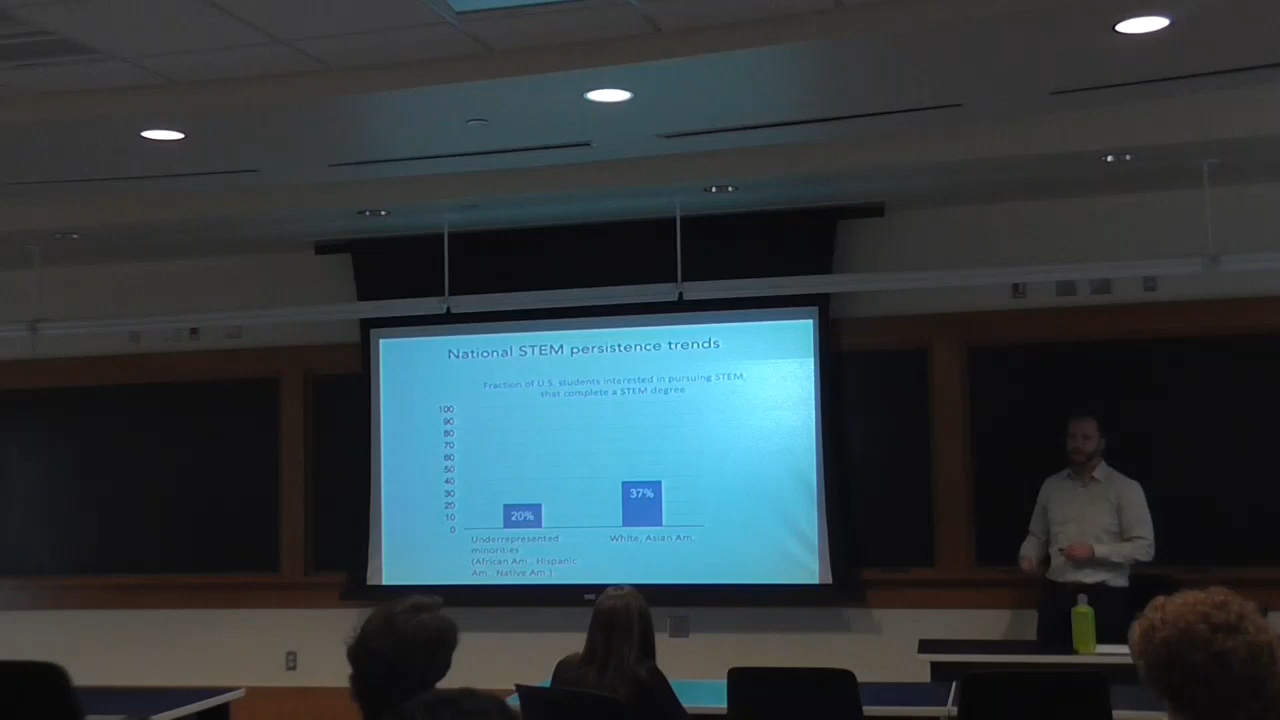 National STEM persistence trends
Fraction of U.S. students interested in pursuing STEM,
that complete a STEM degree
100
90
80
70
60
50
40
30
20
10
0
20%
37%
Underrepresented
minorities
(African Am., Hispanic
Am., Native Am.)
White, Asian Am.